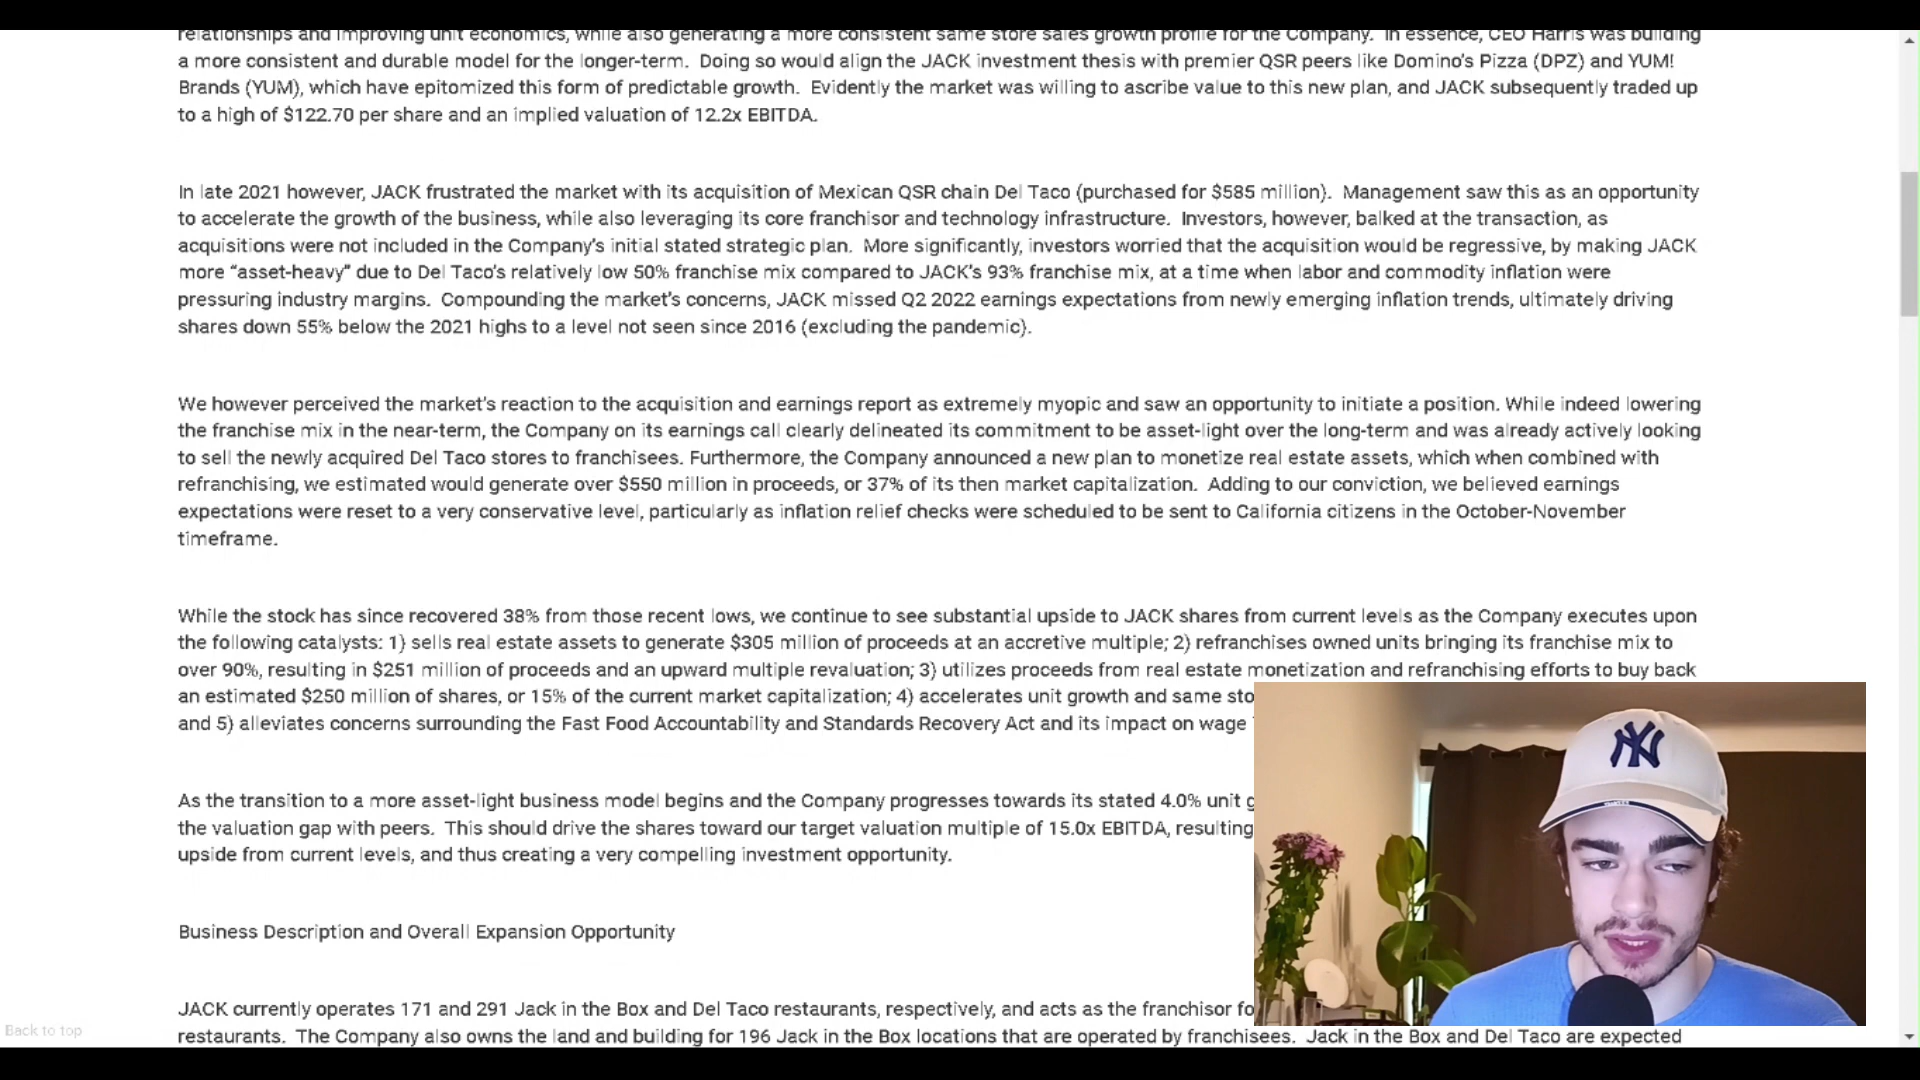 relationships and improving unit economics, while also generating a more consistent same store sales growth profile for the Company.  In essence, CEO Harris was building
a more consistent and durable model for the longer-term.  Doing so would align the JACK investment thesis with premier QSR peers like Domino's Pizza (DPZ) and YUM!
Brands (YUM), which have epitomized this form of predictable growth.  Evidently the market was willing to ascribe value to this new plan, and JACK subsequently traded up
to a high of $122.70 per share and an implied valuation of 12.2x EBITDA.
In late 2021 however, JACK frustrated the market with its acquisition of Mexican QSR chain Del Taco (purchased for $585 million).  Management saw this as an opportunity
to accelerate the growth of the business, while also leveraging its core franchisor and technology infrastructure.  Investors, however, balked at the transaction, as
acquisitions were not included in the Company's initial stated strategic plan.  More significantly, investors worried that the acquisition would be regressive, by making JACK
more “asset-heavy” due to Del Taco's relatively low 50% franchise mix compared to JACK's 93% franchise mix, at a time when labor and commodity inflation were
pressuring industry margins.  Compounding the market's concerns, JACK missed Q2 2022 earnings expectations from newly emerging inflation trends, ultimately driving
shares down 55% below the 2021 highs to a level not seen since 2016 (excluding the pandemic).
We however perceived the market's reaction to the acquisition and earnings report as extremely myopic and saw an opportunity to initiate a position. While indeed lowering
the franchise mix in the near-term, the Company on its earnings call clearly delineated its commitment to be asset-light over the long-term and was already actively looking
to sell the newly acquired Del Taco stores to franchisees. Furthermore, the Company announced a new plan to monetize real estate assets, which when combined with
refranchising, we estimated would generate over $550 million in proceeds, or 37% of its then market capitalization.  Adding to our conviction, we believed earnings
expectations were reset to a very conservative level, particularly as inflation relief checks were scheduled to be sent to California citizens in the October-November
timeframe.
While the stock has since recovered 38% from those recent lows, we continue to see substantial upside to JACK shares from current levels as the Company executes upon
the following catalysts: 1) sells real estate assets to generate $305 million of proceeds at an accretive multiple; 2) refranchises owned units bringing its franchise mix to
over 90%, resulting in $251 million of proceeds and an upward multiple revaluation; 3) utilizes proceeds from real estate monetization and refranchising efforts to buy back
an estimated $250 million of shares, or 15% of the current market capitalization; 4) accelerates unit growth and same sto
and 5) alleviates concerns surrounding the Fast Food Accountability and Standards Recovery Act and its impact on wage
As the transition to a more asset-light business model begins and the Company progresses towards its stated 4.0% unit g
the valuation gap with peers.  This should drive the shares toward our target valuation multiple of 15.0x EBITDA, resulting
upside from current levels, and thus creating a very compelling investment opportunity.
Business Description and Overall Expansion Opportunity
JACK currently operates 171 and 291 Jack in the Box and Del Taco restaurants, respectively, and acts as the franchisor fo
restaurants.  The Company also owns the land and building for 196 Jack in the Box locations that are operated by franchisees.  Jack in the Box and Del Taco are expected
Back to top
NY